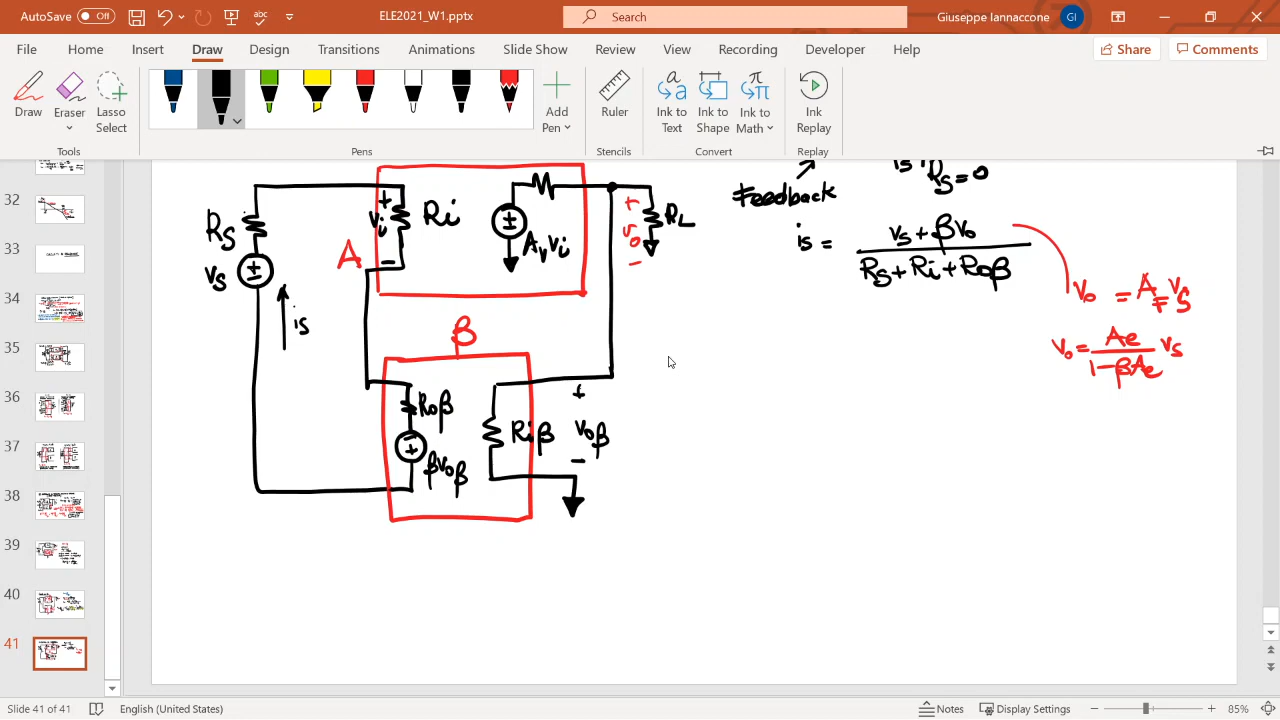 AutoSave Off
ELE2021_W1.pptx
Search
Giuseppe Iannaccone
GI
File Home Insert Draw Design Transitions Animations Slide Show Review View Recording Developer Help
Share
Comments
Draw
Eraser
Lasso Select
Add Pen
Ruler
Ink to Text
Ink to Shape
Ink to Math
Ink Replay
Tools
Pens
Stencils
Convert
Replay
32
33
34
35
36
37
38
39
40
41
Rs
vs
is
A
+
vi
−
Ri
Avvi
+
vo
−
RL
β
Roβ
βvoβ
Riβ
+
voβ
−
Feedback
Rs=0
is = vs+βvo / Rs+Ri+Roβ
vo = AF vs
vo = Ae / 1−βAe vs
Slide 41 of 41
English (United States)
Notes
Display Settings
85%